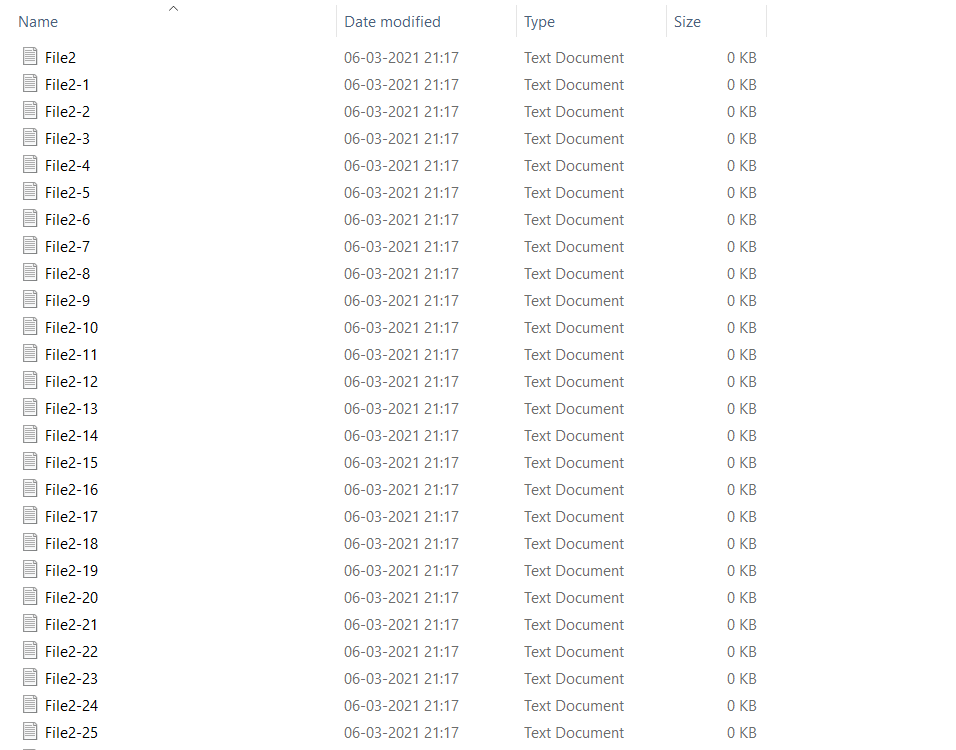 Name Date modified Type Size
File2 06-03-2021 21:17 Text Document 0 KB
File2-1 06-03-2021 21:17 Text Document 0 KB
File2-2 06-03-2021 21:17 Text Document 0 KB
File2-3 06-03-2021 21:17 Text Document 0 KB
File2-4 06-03-2021 21:17 Text Document 0 KB
File2-5 06-03-2021 21:17 Text Document 0 KB
File2-6 06-03-2021 21:17 Text Document 0 KB
File2-7 06-03-2021 21:17 Text Document 0 KB
File2-8 06-03-2021 21:17 Text Document 0 KB
File2-9 06-03-2021 21:17 Text Document 0 KB
File2-10 06-03-2021 21:17 Text Document 0 KB
File2-11 06-03-2021 21:17 Text Document 0 KB
File2-12 06-03-2021 21:17 Text Document 0 KB
File2-13 06-03-2021 21:17 Text Document 0 KB
File2-14 06-03-2021 21:17 Text Document 0 KB
File2-15 06-03-2021 21:17 Text Document 0 KB
File2-16 06-03-2021 21:17 Text Document 0 KB
File2-17 06-03-2021 21:17 Text Document 0 KB
File2-18 06-03-2021 21:17 Text Document 0 KB
File2-19 06-03-2021 21:17 Text Document 0 KB
File2-20 06-03-2021 21:17 Text Document 0 KB
File2-21 06-03-2021 21:17 Text Document 0 KB
File2-22 06-03-2021 21:17 Text Document 0 KB
File2-23 06-03-2021 21:17 Text Document 0 KB
File2-24 06-03-2021 21:17 Text Document 0 KB
File2-25 06-03-2021 21:17 Text Document 0 KB